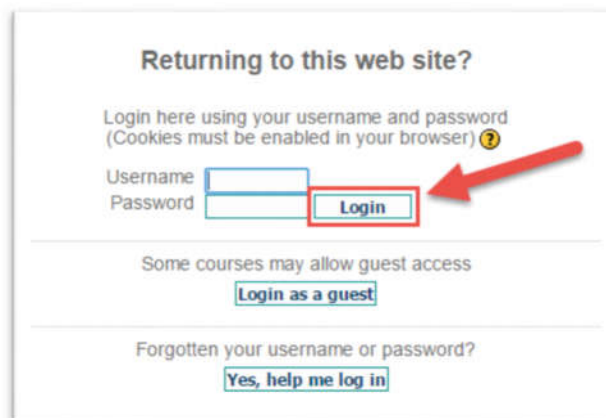 Returning to this web site?
Login here using your username and password
(Cookies must be enabled in your browser) ?
Username
Password Login
Some courses may allow guest access
Login as a guest
Forgotten your username or password?
Yes, help me log in